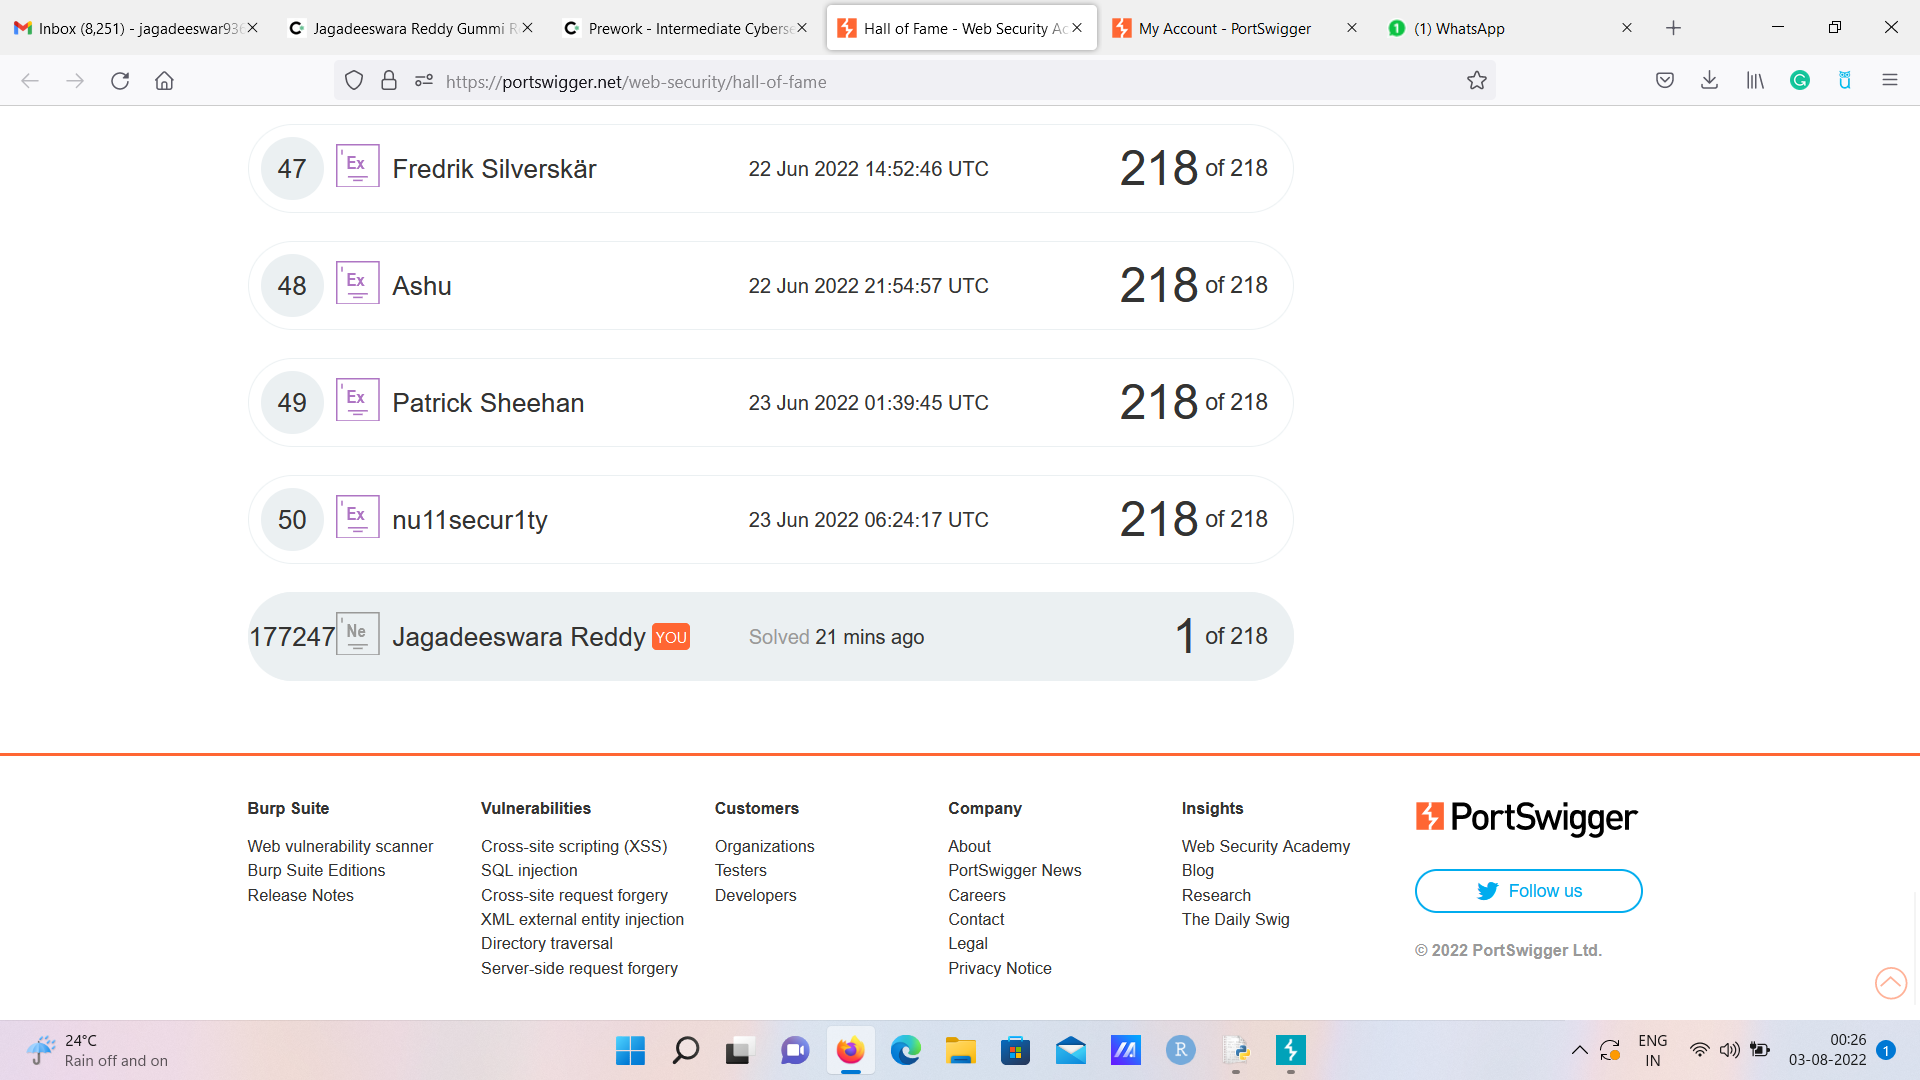 Inbox (8,251) - jagadeeswar936
Jagadeeswara Reddy Gummi R
Prework - Intermediate Cyberse
Hall of Fame - Web Security Ac
My Account - PortSwigger
1 (1) WhatsApp
https://portswigger.net/web-security/hall-of-fame
47 Ex Fredrik Silverskär 22 Jun 2022 14:52:46 UTC 218 of 218
48 Ex Ashu 22 Jun 2022 21:54:57 UTC 218 of 218
49 Ex Patrick Sheehan 23 Jun 2022 01:39:45 UTC 218 of 218
50 Ex nu11secur1ty 23 Jun 2022 06:24:17 UTC 218 of 218
177247 Ne Jagadeeswara Reddy YOU Solved 21 mins ago 1 of 218
Burp Suite
Web vulnerability scanner
Burp Suite Editions
Release Notes
Vulnerabilities
Cross-site scripting (XSS)
SQL injection
Cross-site request forgery
XML external entity injection
Directory traversal
Server-side request forgery
Customers
Organizations
Testers
Developers
Company
About
PortSwigger News
Careers
Contact
Legal
Privacy Notice
Insights
Web Security Academy
Blog
Research
The Daily Swig
PortSwigger
Follow us
© 2022 PortSwigger Ltd.
24°C
Rain off and on
R
ENG
IN
00:26
03-08-2022
1